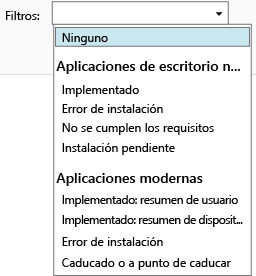 Filtros:
Ninguno
Aplicaciones de escritorio n...
Implementado
Error de instalación
No se cumplen los requisitos
Instalación pendiente
Aplicaciones modernas
Implementado: resumen de usuario
Implementado: resumen de disposit...
Error de instalación
Caducado o a punto de caducar